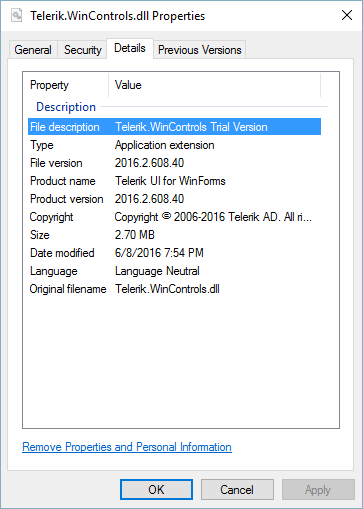 Telerik.WinControls.dll Properties
General Security Details Previous Versions
Property Value
Description
File description Telerik.WinControls Trial Version
Type Application extension
File version 2016.2.608.40
Product name Telerik UI for WinForms
Product version 2016.2.608.40
Copyright Copyright © 2006-2016 Telerik AD. All ri...
Size 2.70 MB
Date modified 6/8/2016 7:54 PM
Language Language Neutral
Original filename Telerik.WinControls.dll
Remove Properties and Personal Information
OK Cancel Apply